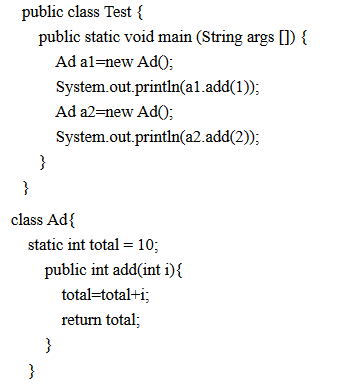 public class Test {
public static void main (String args []) {
Ad a1=new Ad();
System.out.println(a1.add(1));
Ad a2=new Ad();
System.out.println(a2.add(2));
}
}
class Ad{
static int total = 10;
public int add(int i){
total=total+i;
return total;
}
}